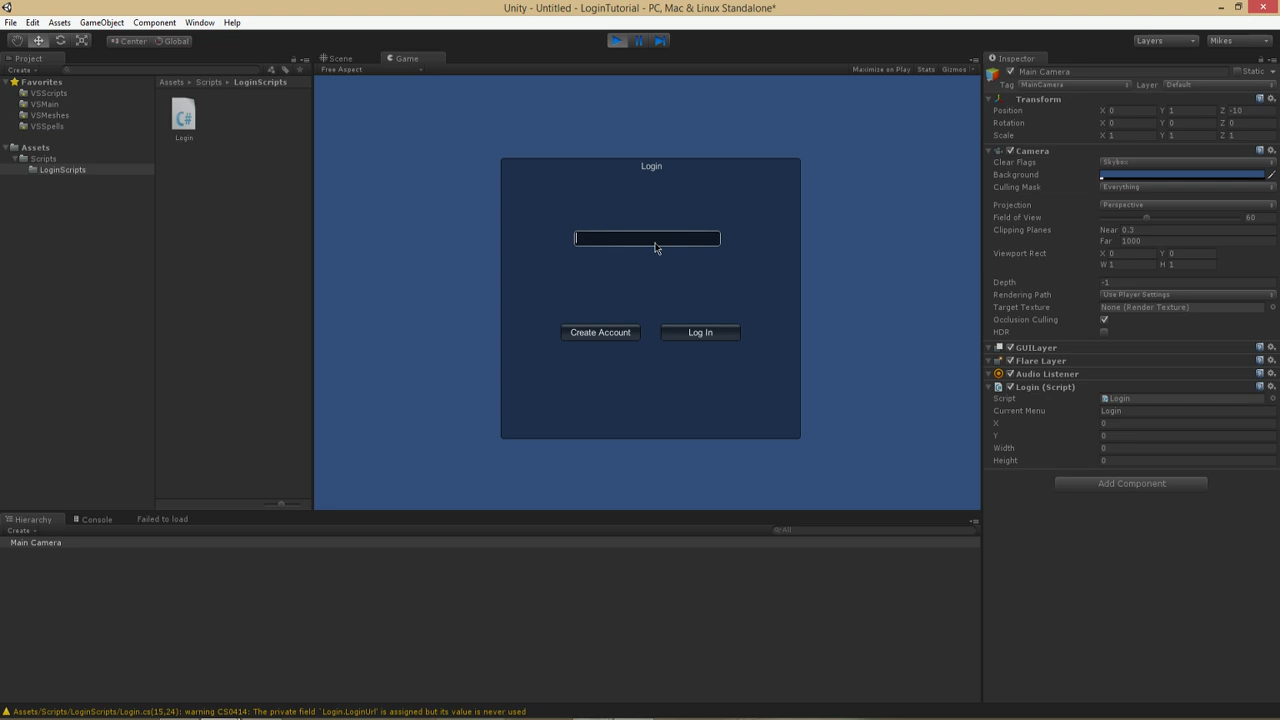 Unity - Untitled - LoginTutorial - PC, Mac & Linux Standalone*
File Edit Assets GameObject Component Window Help
Center Global Layers Mikes
Project
Create
Favorites
VSScripts
VSMain
VSMeshes
VSSpells
Assets
Scripts
LoginScripts
Assets Scripts LoginScripts
C#
Login
Scene Game
Free Aspect Maximize on Play Stats Gizmos
Login
Create Account Log In
Inspector
Main Camera Static
Tag MainCamera Layer Default
Transform
Position X 0 Y 1 Z -10
Rotation X 0 Y 0 Z 0
Scale X 1 Y 1 Z 1
Camera
Clear Flags Skybox
Background
Culling Mask Everything
Projection Perspective
Field of View 60
Clipping Planes Near 0.3
Far 1000
Viewport Rect X 0 Y 0
W 1 H 1
Depth -1
Rendering Path Use Player Settings
Target Texture None (Render Texture)
Occlusion Culling
HDR
GUILayer
Flare Layer
Audio Listener
Login (Script)
Script Login
Current Menu Login
X 0
Y 0
Width 0
Height 0
Add Component
Hierarchy Console Failed to load
Create All
Main Camera
Assets/Scripts/LoginScripts/Login.cs(15,24): warning CS0414: The private field `Login.LoginUrl' is assigned but its value is never used